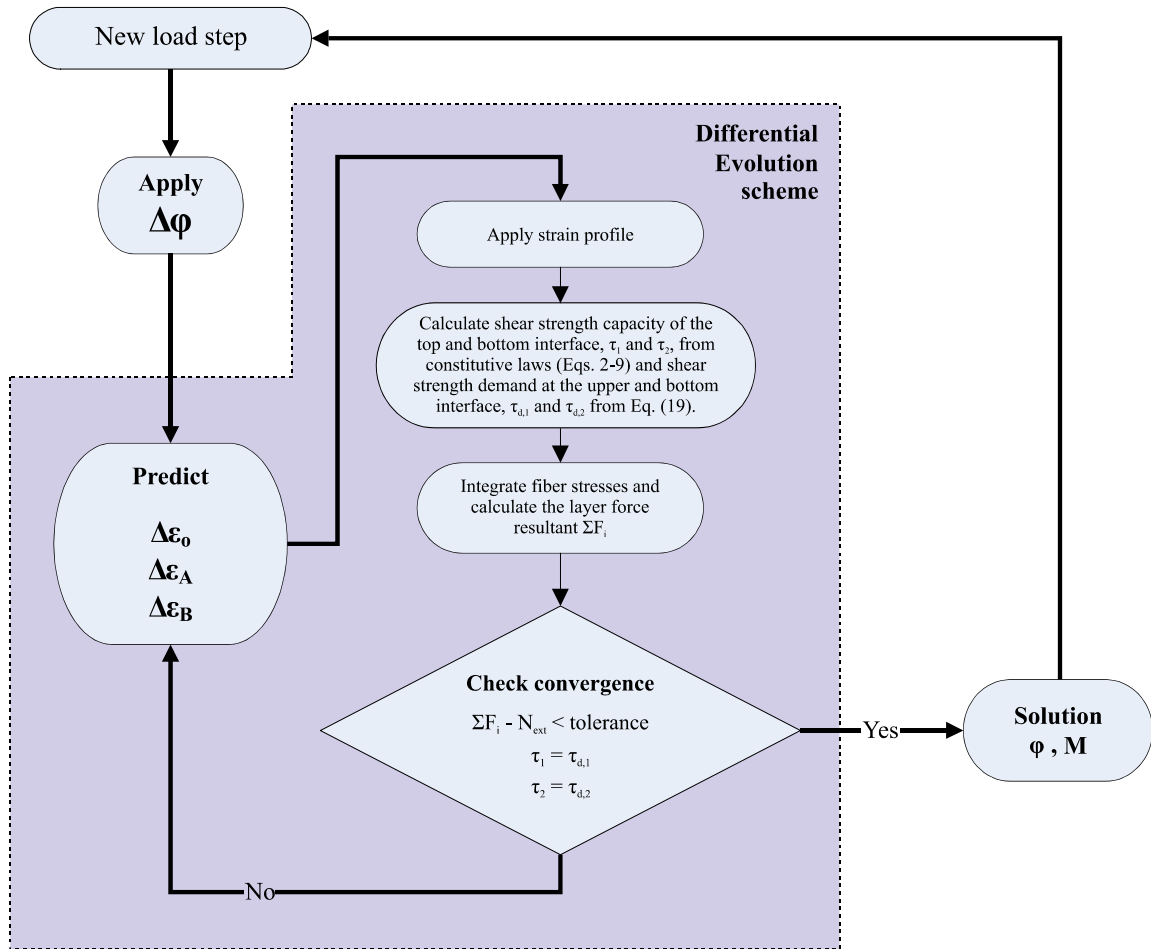 New load step
Apply
Δφ
Differential
Evolution
scheme
Apply strain profile
Calculate shear strength capacity of the
top and bottom interface, τ₁ and τ₂, from
constitutive laws (Eqs. 2-9) and shear
strength demand at the upper and bottom
interface, τd,1 and τd,2 from Eq. (19).
Predict
Δεo
ΔεA
ΔεB
Integrate fiber stresses and
calculate the layer force
resultant ΣFi
Check convergence
ΣFi - Next < tolerance
τ₁ = τd,1
τ₂ = τd,2
Yes
Solution
φ , M
No